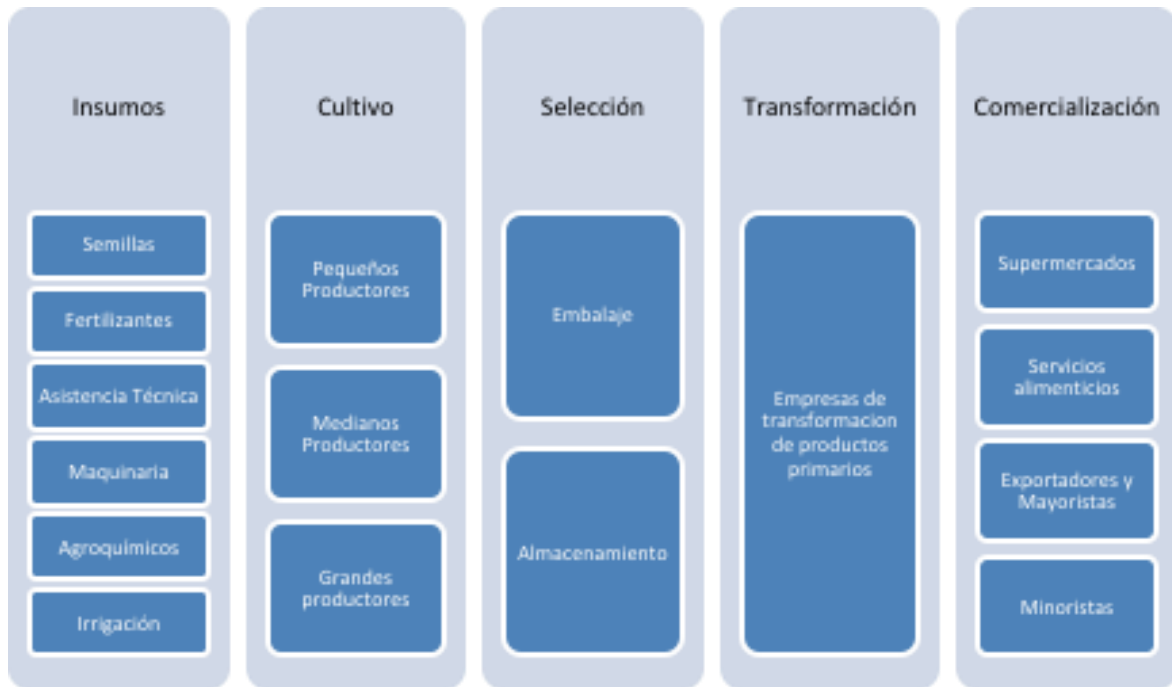 Insumos
Semillas
Fertilizantes
Asistencia Técnica
Maquinaria
Agroquímicos
Irrigación
Cultivo
Pequeños
Productores
Medianos
Productores
Grandes
productores
Selección
Embalaje
Almacenamiento
Transformación
Empresas de
transformacion
de productos
primarios
Comercialización
Supermercados
Servicios
alimenticios
Exportadores y
Mayoristas
Minoristas